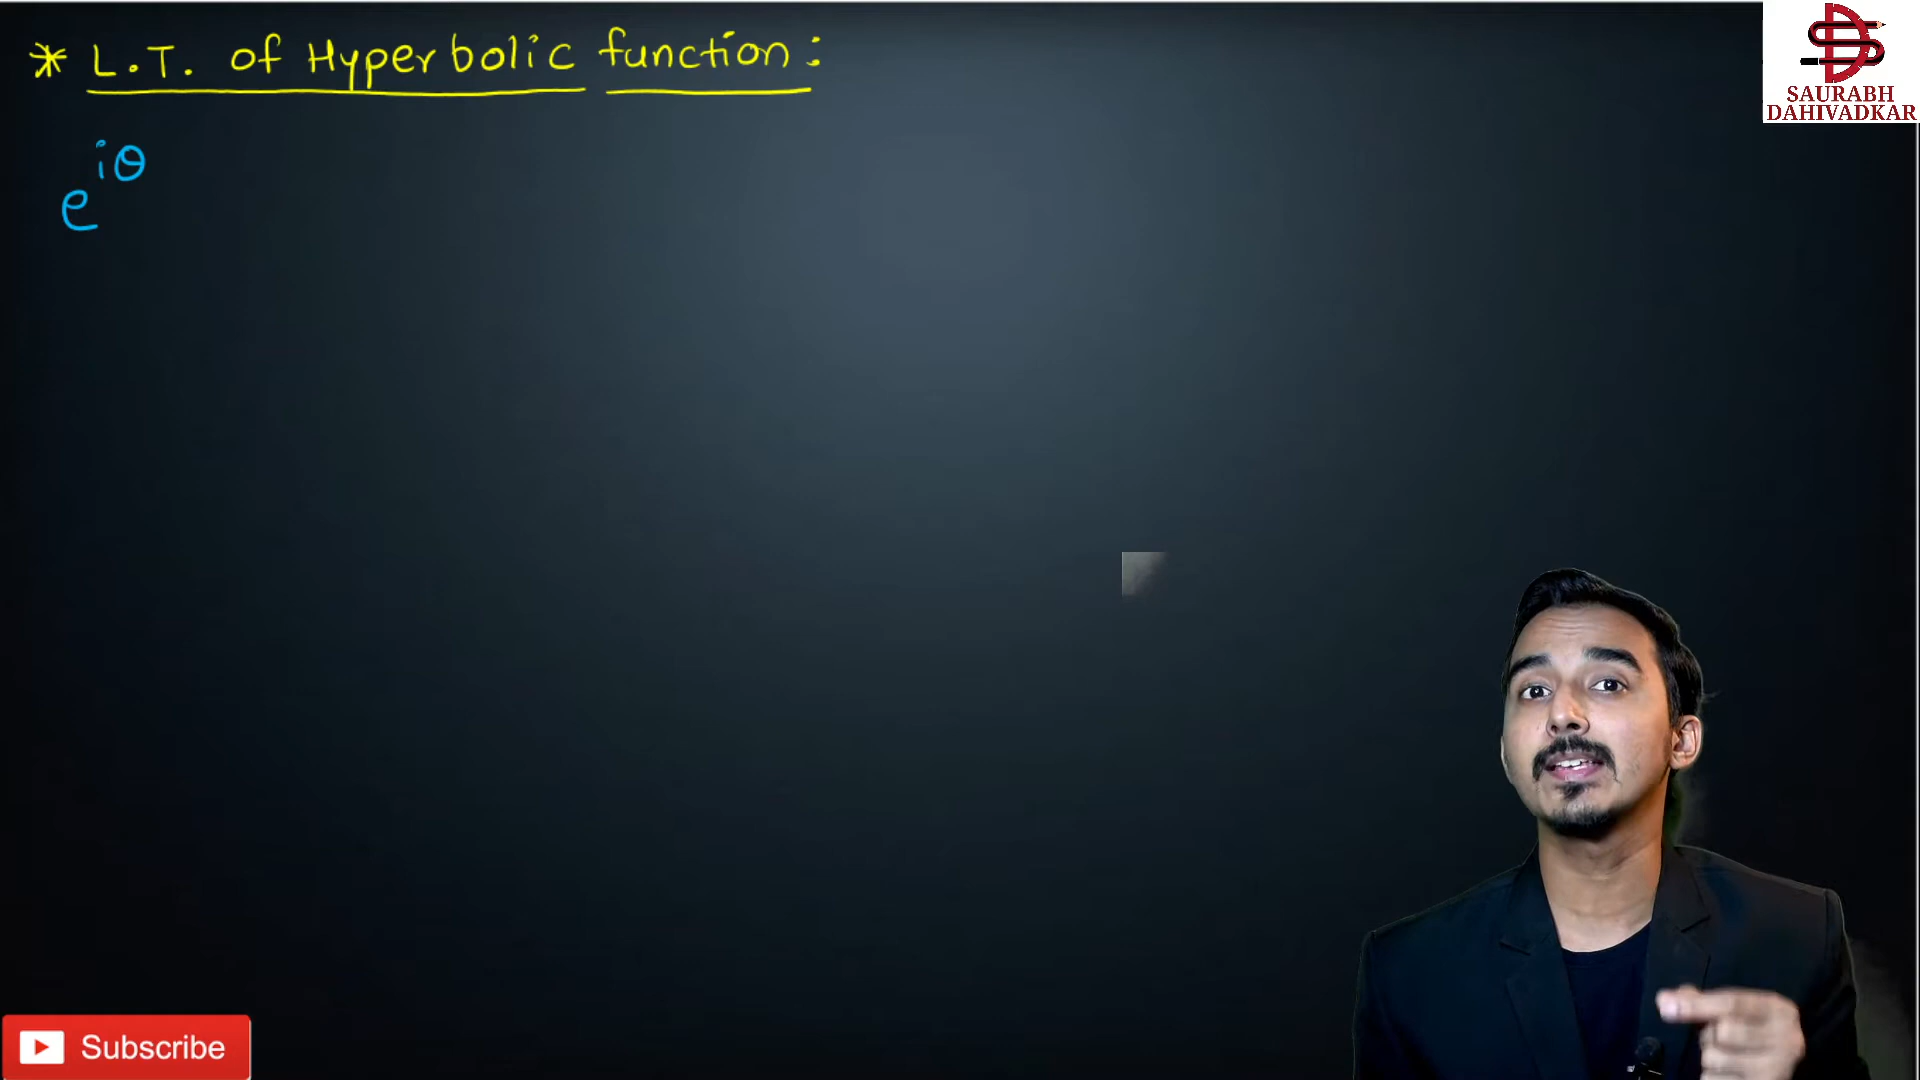 * L.T. of Hyperbolic function:
e^{iθ}
SAURABH
DAHIVADKAR
Subscribe